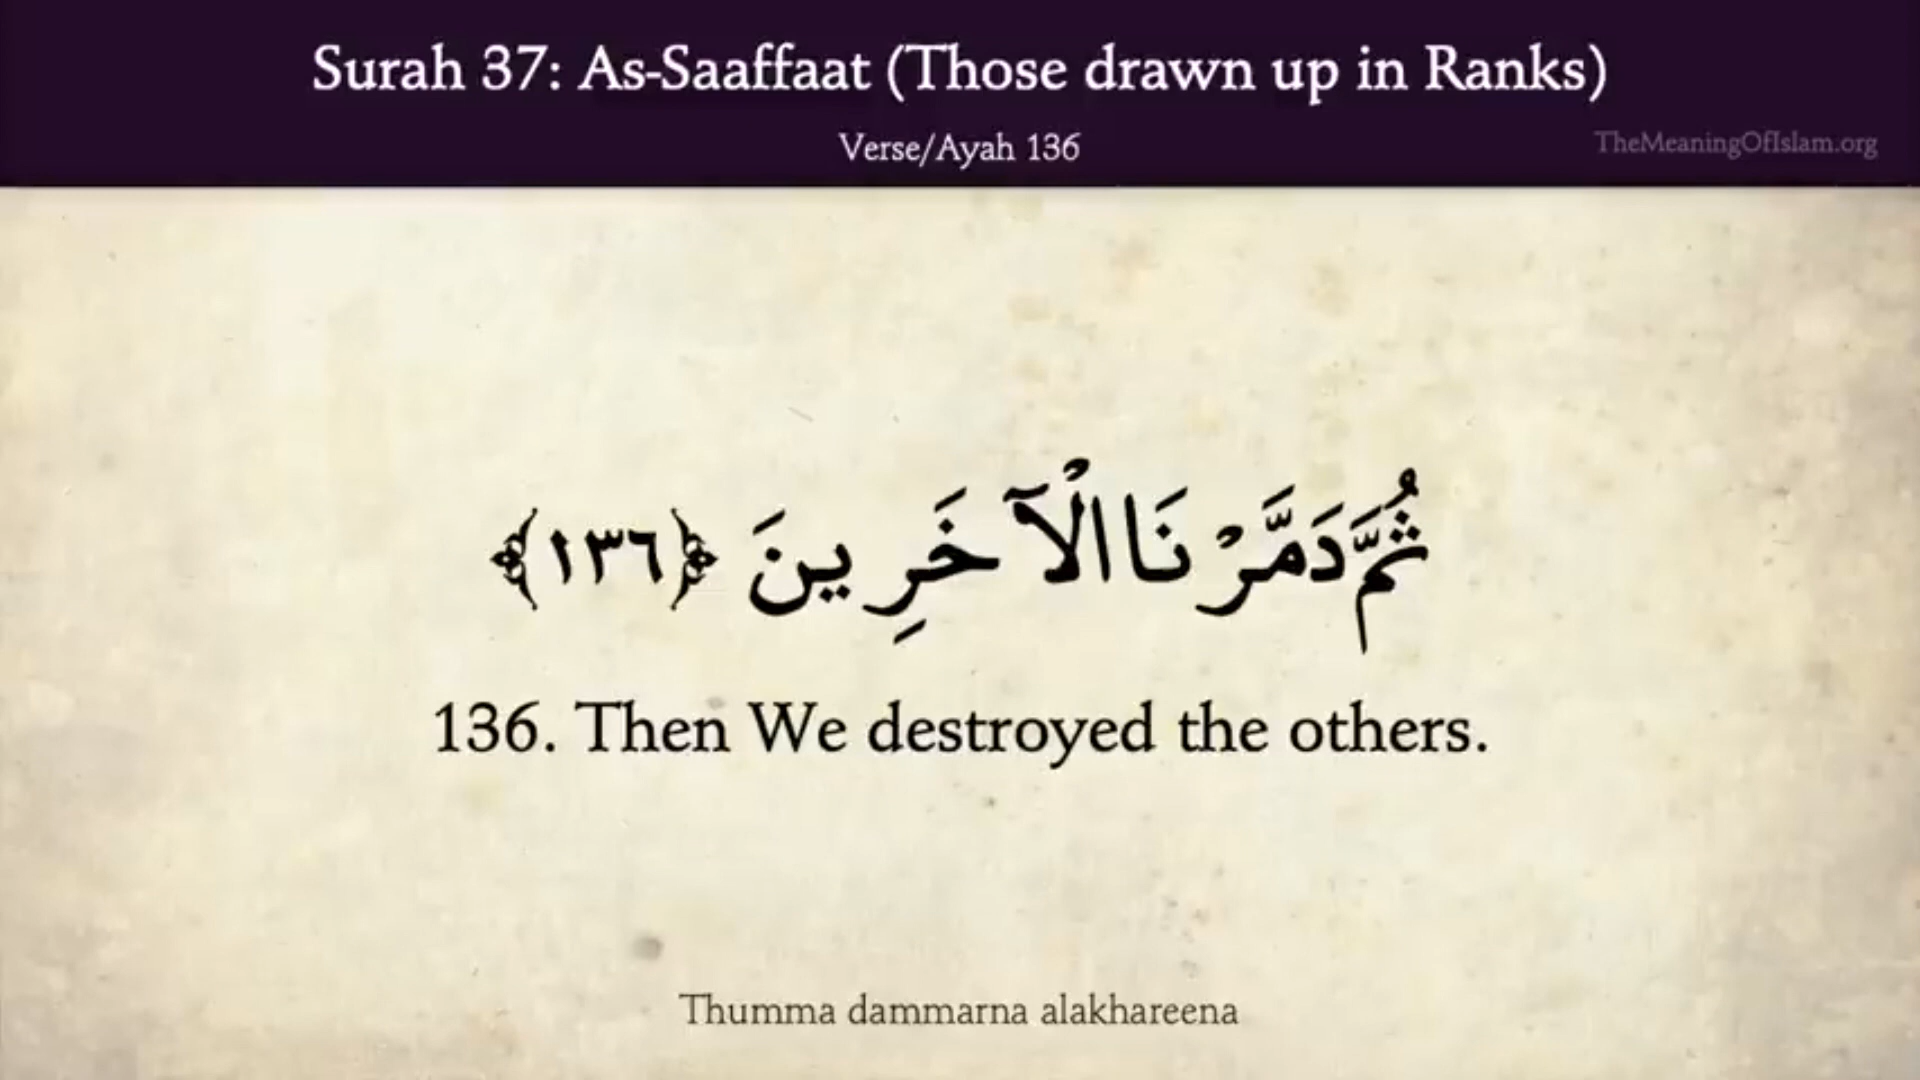 Surah 37: As-Saaffaat (Those drawn up in Ranks)
Verse/Ayah 136
TheMeaningOfIslam.org
ثُمَّ دَمَّرْنَا الْآخَرِينَ ﴿١٣٦﴾
136. Then We destroyed the others.
Thumma dammarna alakhareena